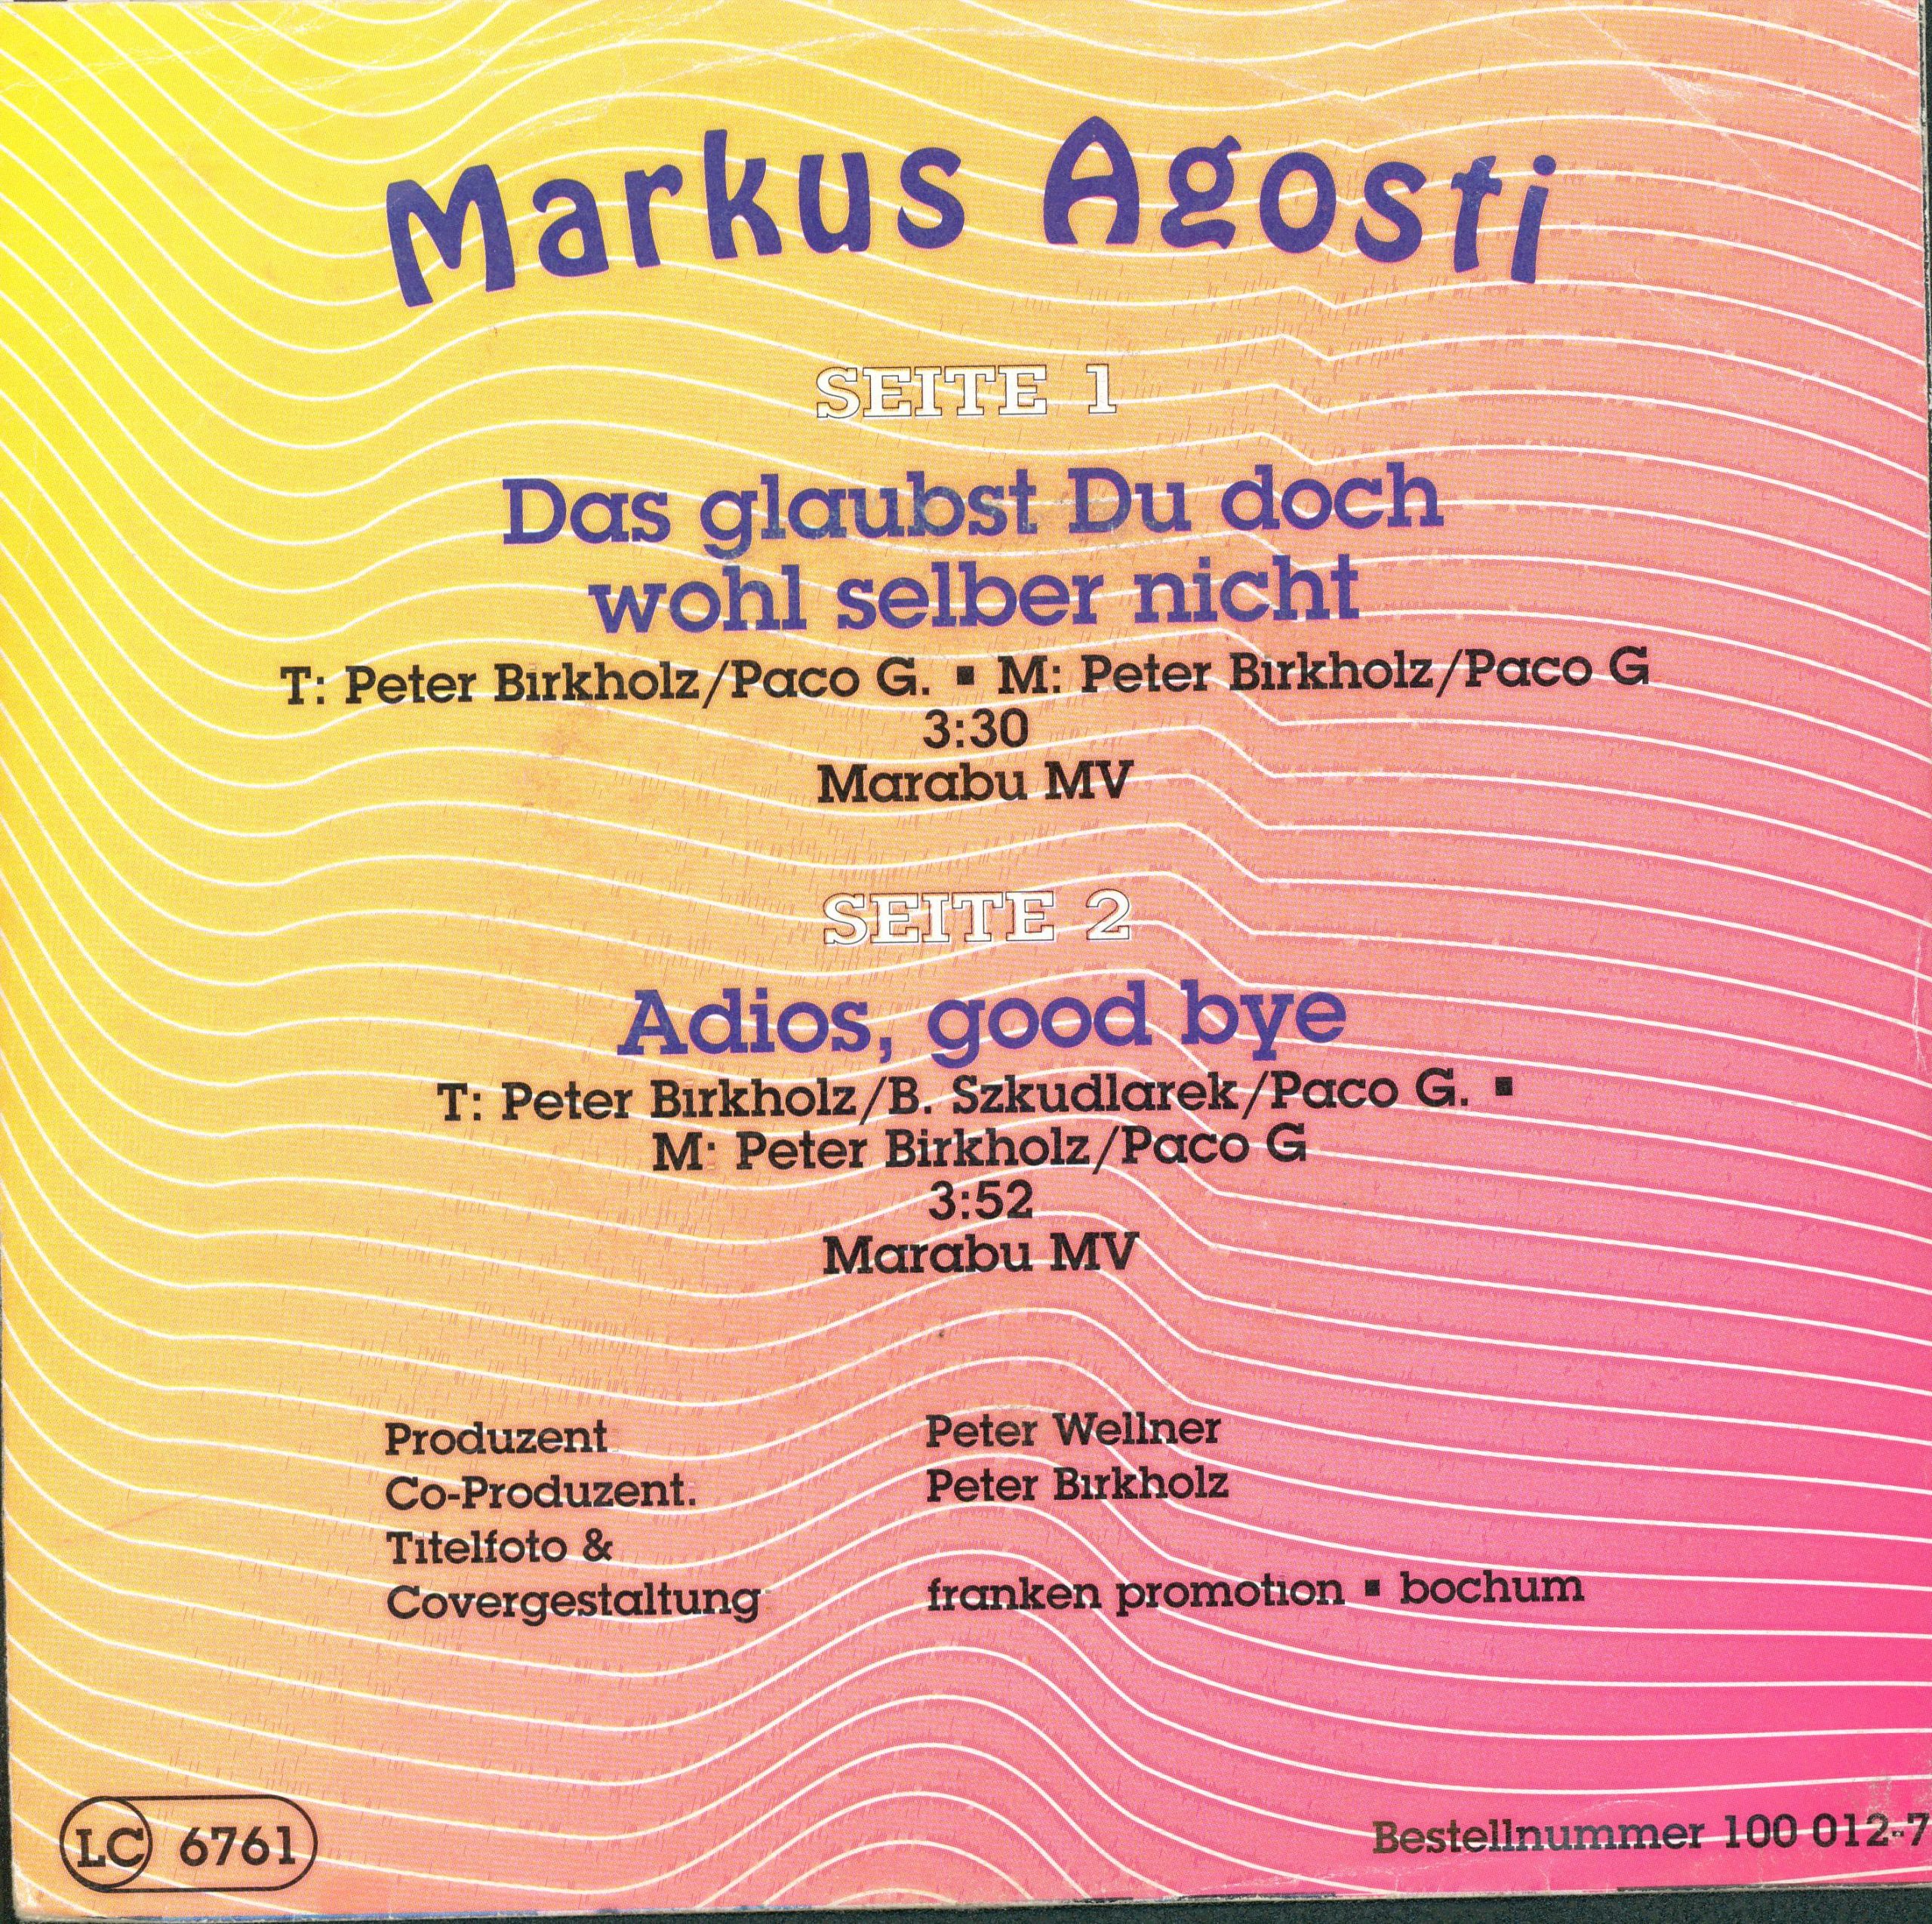 Markus Agosti
SEITE 1
Das glaubst Du doch
wohl selber nicht
T: Peter Birkholz/Paco G. ▪ M: Peter Birkholz/Paco G
3:30
Marabu MV
SEITE 2
Adios, good bye
T: Peter Birkholz/B. Szkudlarek/Paco G. ▪
M: Peter Birkholz/Paco G
3:52
Marabu MV
Produzent Peter Wellner
Co-Produzent. Peter Birkholz
Titelfoto &
Covergestaltung franken promotion ▪ bochum
LC 6761
Bestellnummer 100 012-7